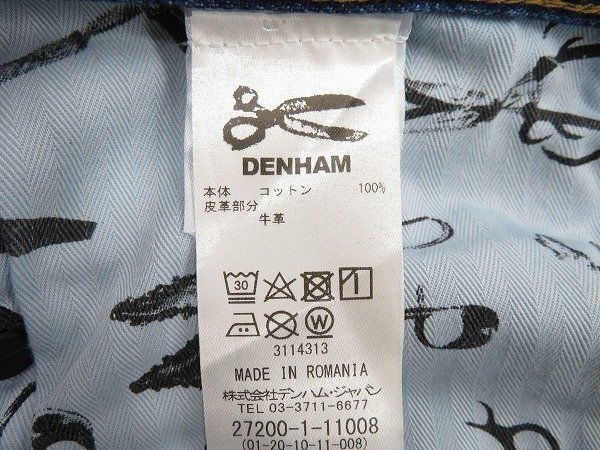 DENHAM
本体 コットン 100%
皮革部分
牛革
30
W
3114313
MADE IN ROMANIA
株式会社デンハム・ジャパン
TEL 03-3711-6677
27200-1-11008
(01-20-10-11-008)